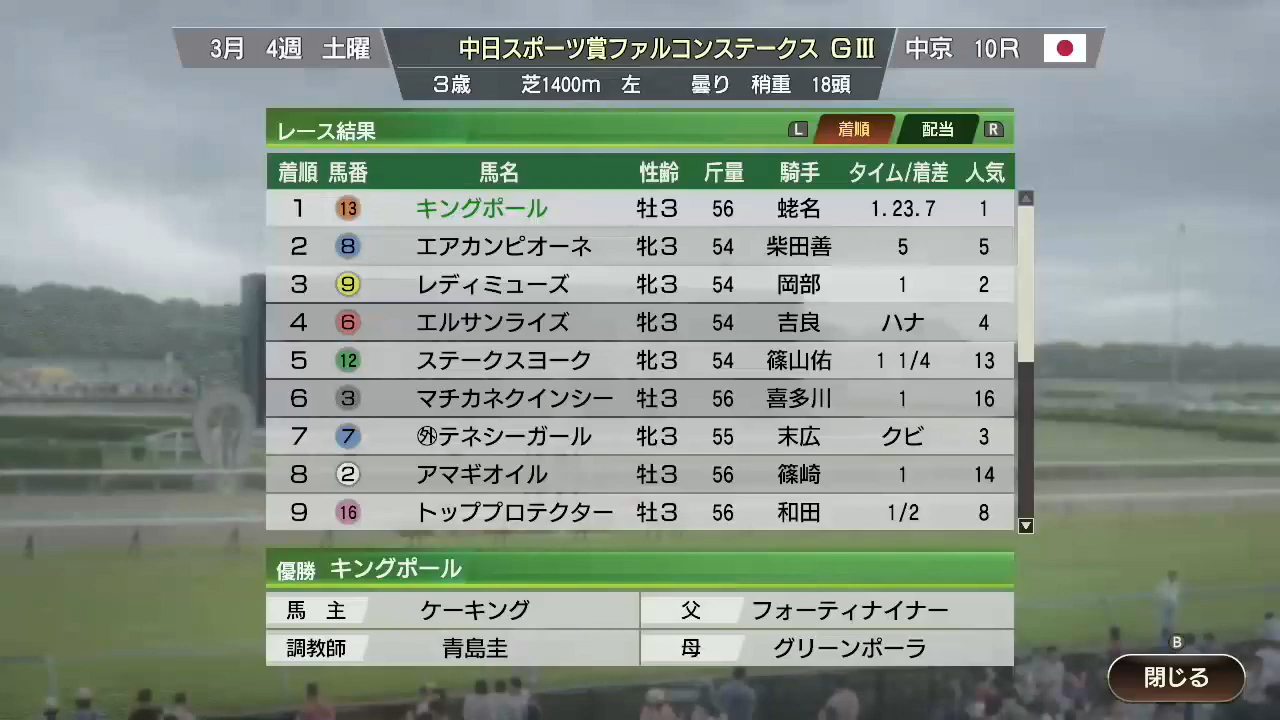 3月 4週 土曜 中日スポーツ賞ファルコンステークス GⅢ 中京 10R
3歳 芝1400m 左 曇り 稍重 18頭
レース結果 L 着順 配当 R
着順 馬番 馬名 性齢 斤量 騎手 タイム/着差 人気
1 13 キングポール 牡3 56 蛯名 1.23.7 1
2 8 エアカンピオーネ 牝3 54 柴田善 5 5
3 9 レディミューズ 牝3 54 岡部 1 2
4 6 エルサンライズ 牝3 54 吉良 ハナ 4
5 12 ステークスヨーク 牝3 54 篠山佑 1 1/4 13
6 3 マチカネクインシー 牡3 56 喜多川 1 16
7 7 ㊕テネシーガール 牝3 55 末広 クビ 3
8 2 アマギオイル 牡3 56 篠崎 1 14
9 16 トッププロテクター 牡3 56 和田 1/2 8
優勝 キングポール
馬主 ケーキング 父 フォーティナイナー
調教師 青島圭 母 グリーンポーラ
B
閉じる